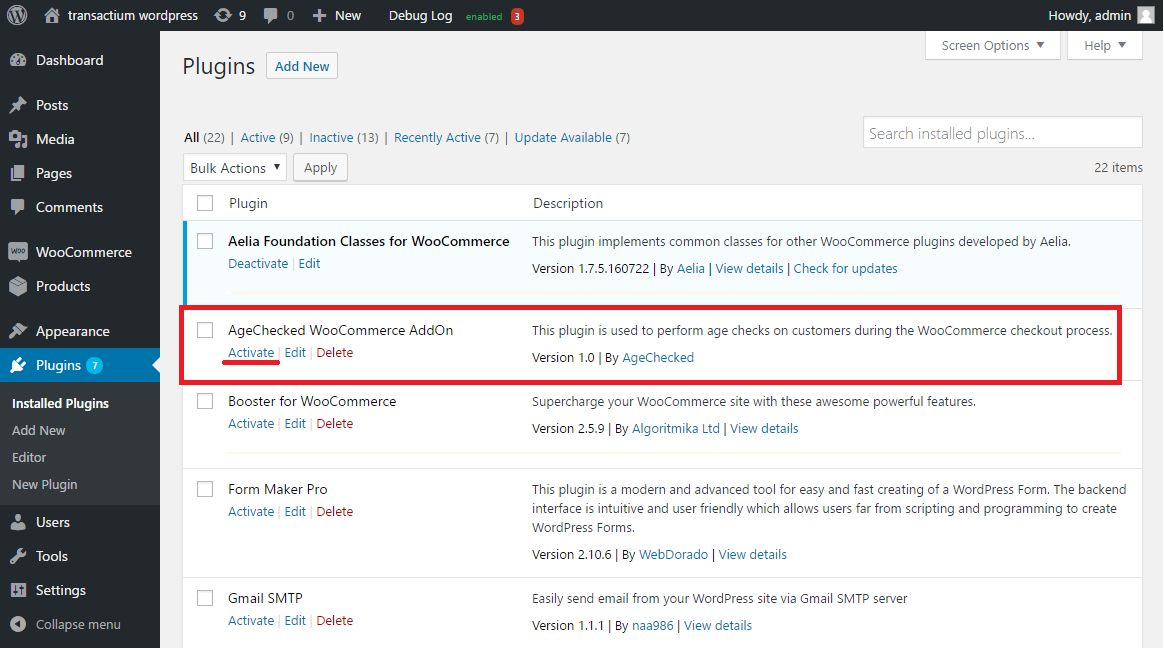 transactium wordpress 9 0 New Debug Log enabled 3 Howdy, admin
Screen Options Help
Dashboard
Posts
Media
Pages
Comments
WOO WooCommerce
Products
Appearance
Plugins 7
Installed Plugins
Add New
Editor
New Plugin
Users
Tools
Settings
Collapse menu
Plugins Add New
All (22) | Active (9) | Inactive (13) | Recently Active (7) | Update Available (7)
Search installed plugins...
Bulk Actions Apply
22 items
Plugin Description
Aelia Foundation Classes for WooCommerce
Deactivate | Edit
This plugin implements common classes for other WooCommerce plugins developed by Aelia.
Version 1.7.5.160722 | By Aelia | View details | Check for updates
AgeChecked WooCommerce AddOn
Activate | Edit | Delete
This plugin is used to perform age checks on customers during the WooCommerce checkout process.
Version 1.0 | By AgeChecked
Booster for WooCommerce
Activate | Edit | Delete
Supercharge your WooCommerce site with these awesome powerful features.
Version 2.5.9 | By Algoritmika Ltd | View details
Form Maker Pro
Activate | Edit | Delete
This plugin is a modern and advanced tool for easy and fast creating of a WordPress Form. The backend
interface is intuitive and user friendly which allows users far from scripting and programming to create
WordPress Forms.
Version 2.10.6 | By WebDorado | View details
Gmail SMTP
Activate | Edit | Delete
Easily send email from your WordPress site via Gmail SMTP server
Version 1.1.1 | By naa986 | View details